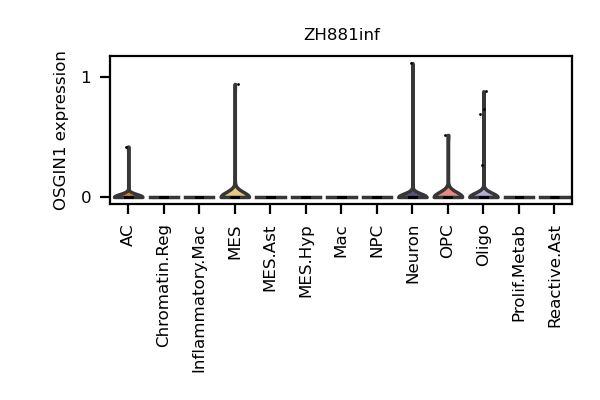 ZH881inf
OSGIN1 expression
1
0
AC
Chromatin.Reg
Inflammatory.Mac
MES
MES.Ast
MES.Hyp
Mac
NPC
Neuron
OPC
Oligo
Prolif.Metab
Reactive.Ast